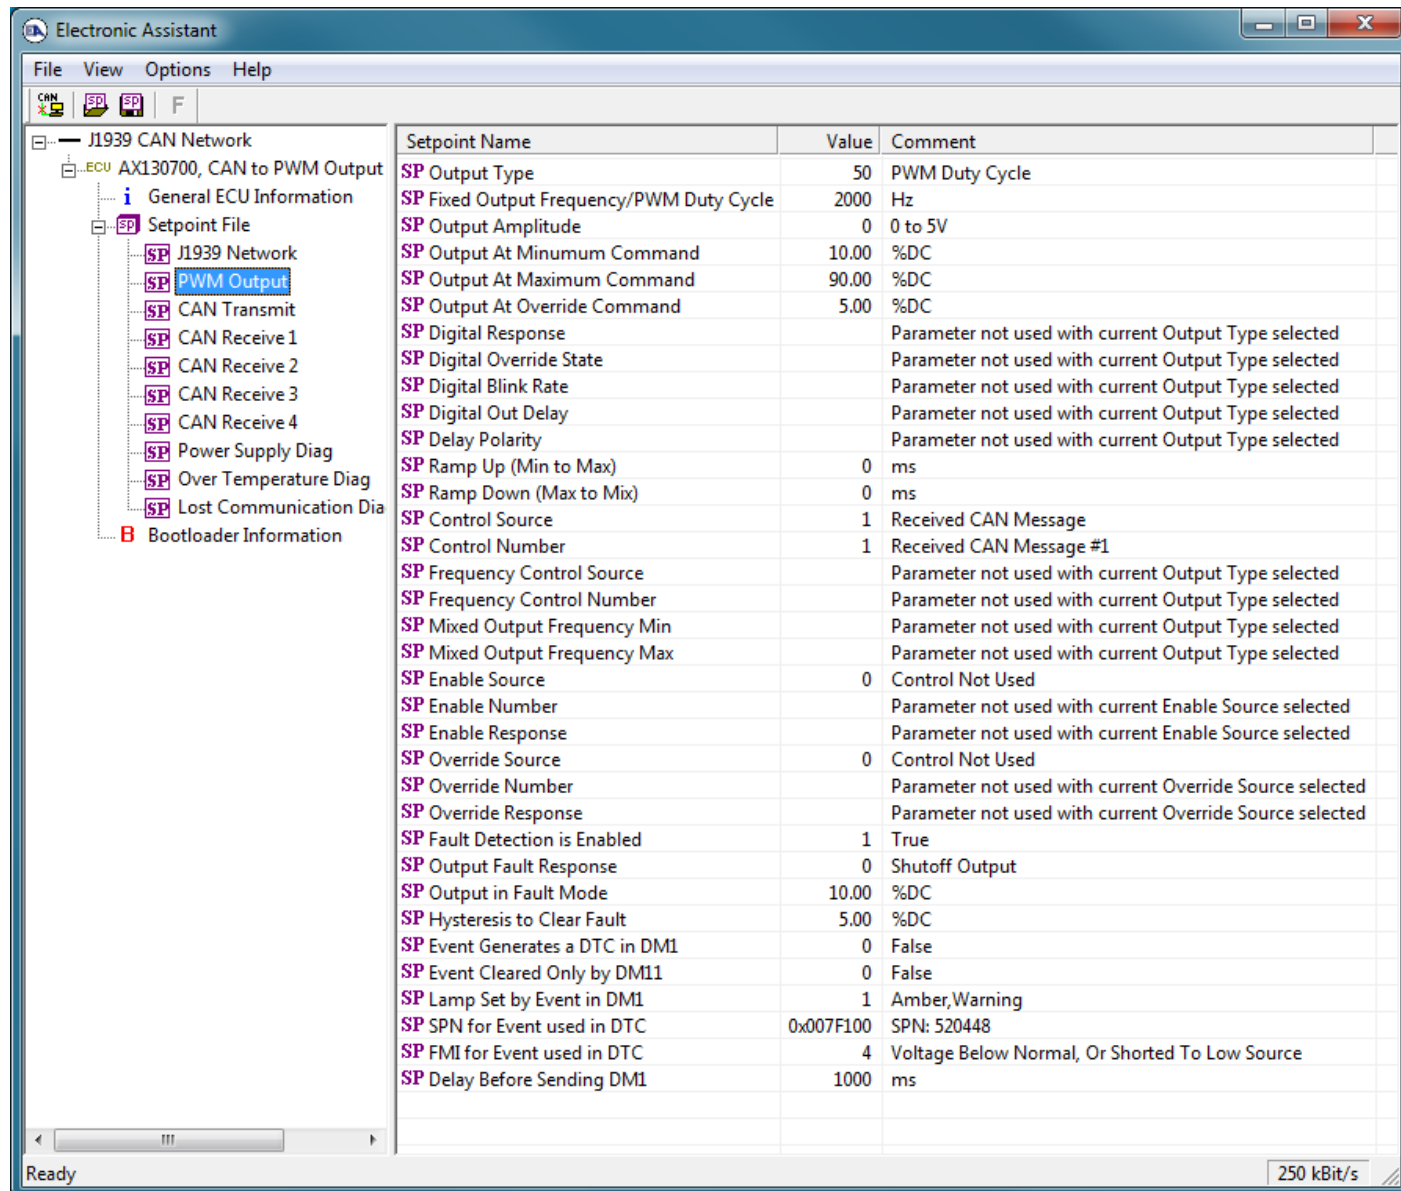 Electronic Assistant
File View Options Help
CAN SP SP F
J1939 CAN Network
ECU AX130700, CAN to PWM Output
i General ECU Information
SP Setpoint File
SP J1939 Network
SP PWM Output
SP CAN Transmit
SP CAN Receive 1
SP CAN Receive 2
SP CAN Receive 3
SP CAN Receive 4
SP Power Supply Diag
SP Over Temperature Diag
SP Lost Communication Dia
B Bootloader Information
Setpoint Name Value Comment
SP Output Type 50 PWM Duty Cycle
SP Fixed Output Frequency/PWM Duty Cycle 2000 Hz
SP Output Amplitude 0 0 to 5V
SP Output At Minumum Command 10.00 %DC
SP Output At Maximum Command 90.00 %DC
SP Output At Override Command 5.00 %DC
SP Digital Response Parameter not used with current Output Type selected
SP Digital Override State Parameter not used with current Output Type selected
SP Digital Blink Rate Parameter not used with current Output Type selected
SP Digital Out Delay Parameter not used with current Output Type selected
SP Delay Polarity Parameter not used with current Output Type selected
SP Ramp Up (Min to Max) 0 ms
SP Ramp Down (Max to Mix) 0 ms
SP Control Source 1 Received CAN Message
SP Control Number 1 Received CAN Message #1
SP Frequency Control Source Parameter not used with current Output Type selected
SP Frequency Control Number Parameter not used with current Output Type selected
SP Mixed Output Frequency Min Parameter not used with current Output Type selected
SP Mixed Output Frequency Max Parameter not used with current Output Type selected
SP Enable Source 0 Control Not Used
SP Enable Number Parameter not used with current Enable Source selected
SP Enable Response Parameter not used with current Enable Source selected
SP Override Source 0 Control Not Used
SP Override Number Parameter not used with current Override Source selected
SP Override Response Parameter not used with current Override Source selected
SP Fault Detection is Enabled 1 True
SP Output Fault Response 0 Shutoff Output
SP Output in Fault Mode 10.00 %DC
SP Hysteresis to Clear Fault 5.00 %DC
SP Event Generates a DTC in DM1 0 False
SP Event Cleared Only by DM11 0 False
SP Lamp Set by Event in DM1 1 Amber,Warning
SP SPN for Event used in DTC 0x007F100 SPN: 520448
SP FMI for Event used in DTC 4 Voltage Below Normal, Or Shorted To Low Source
SP Delay Before Sending DM1 1000 ms
Ready 250 kBit/s